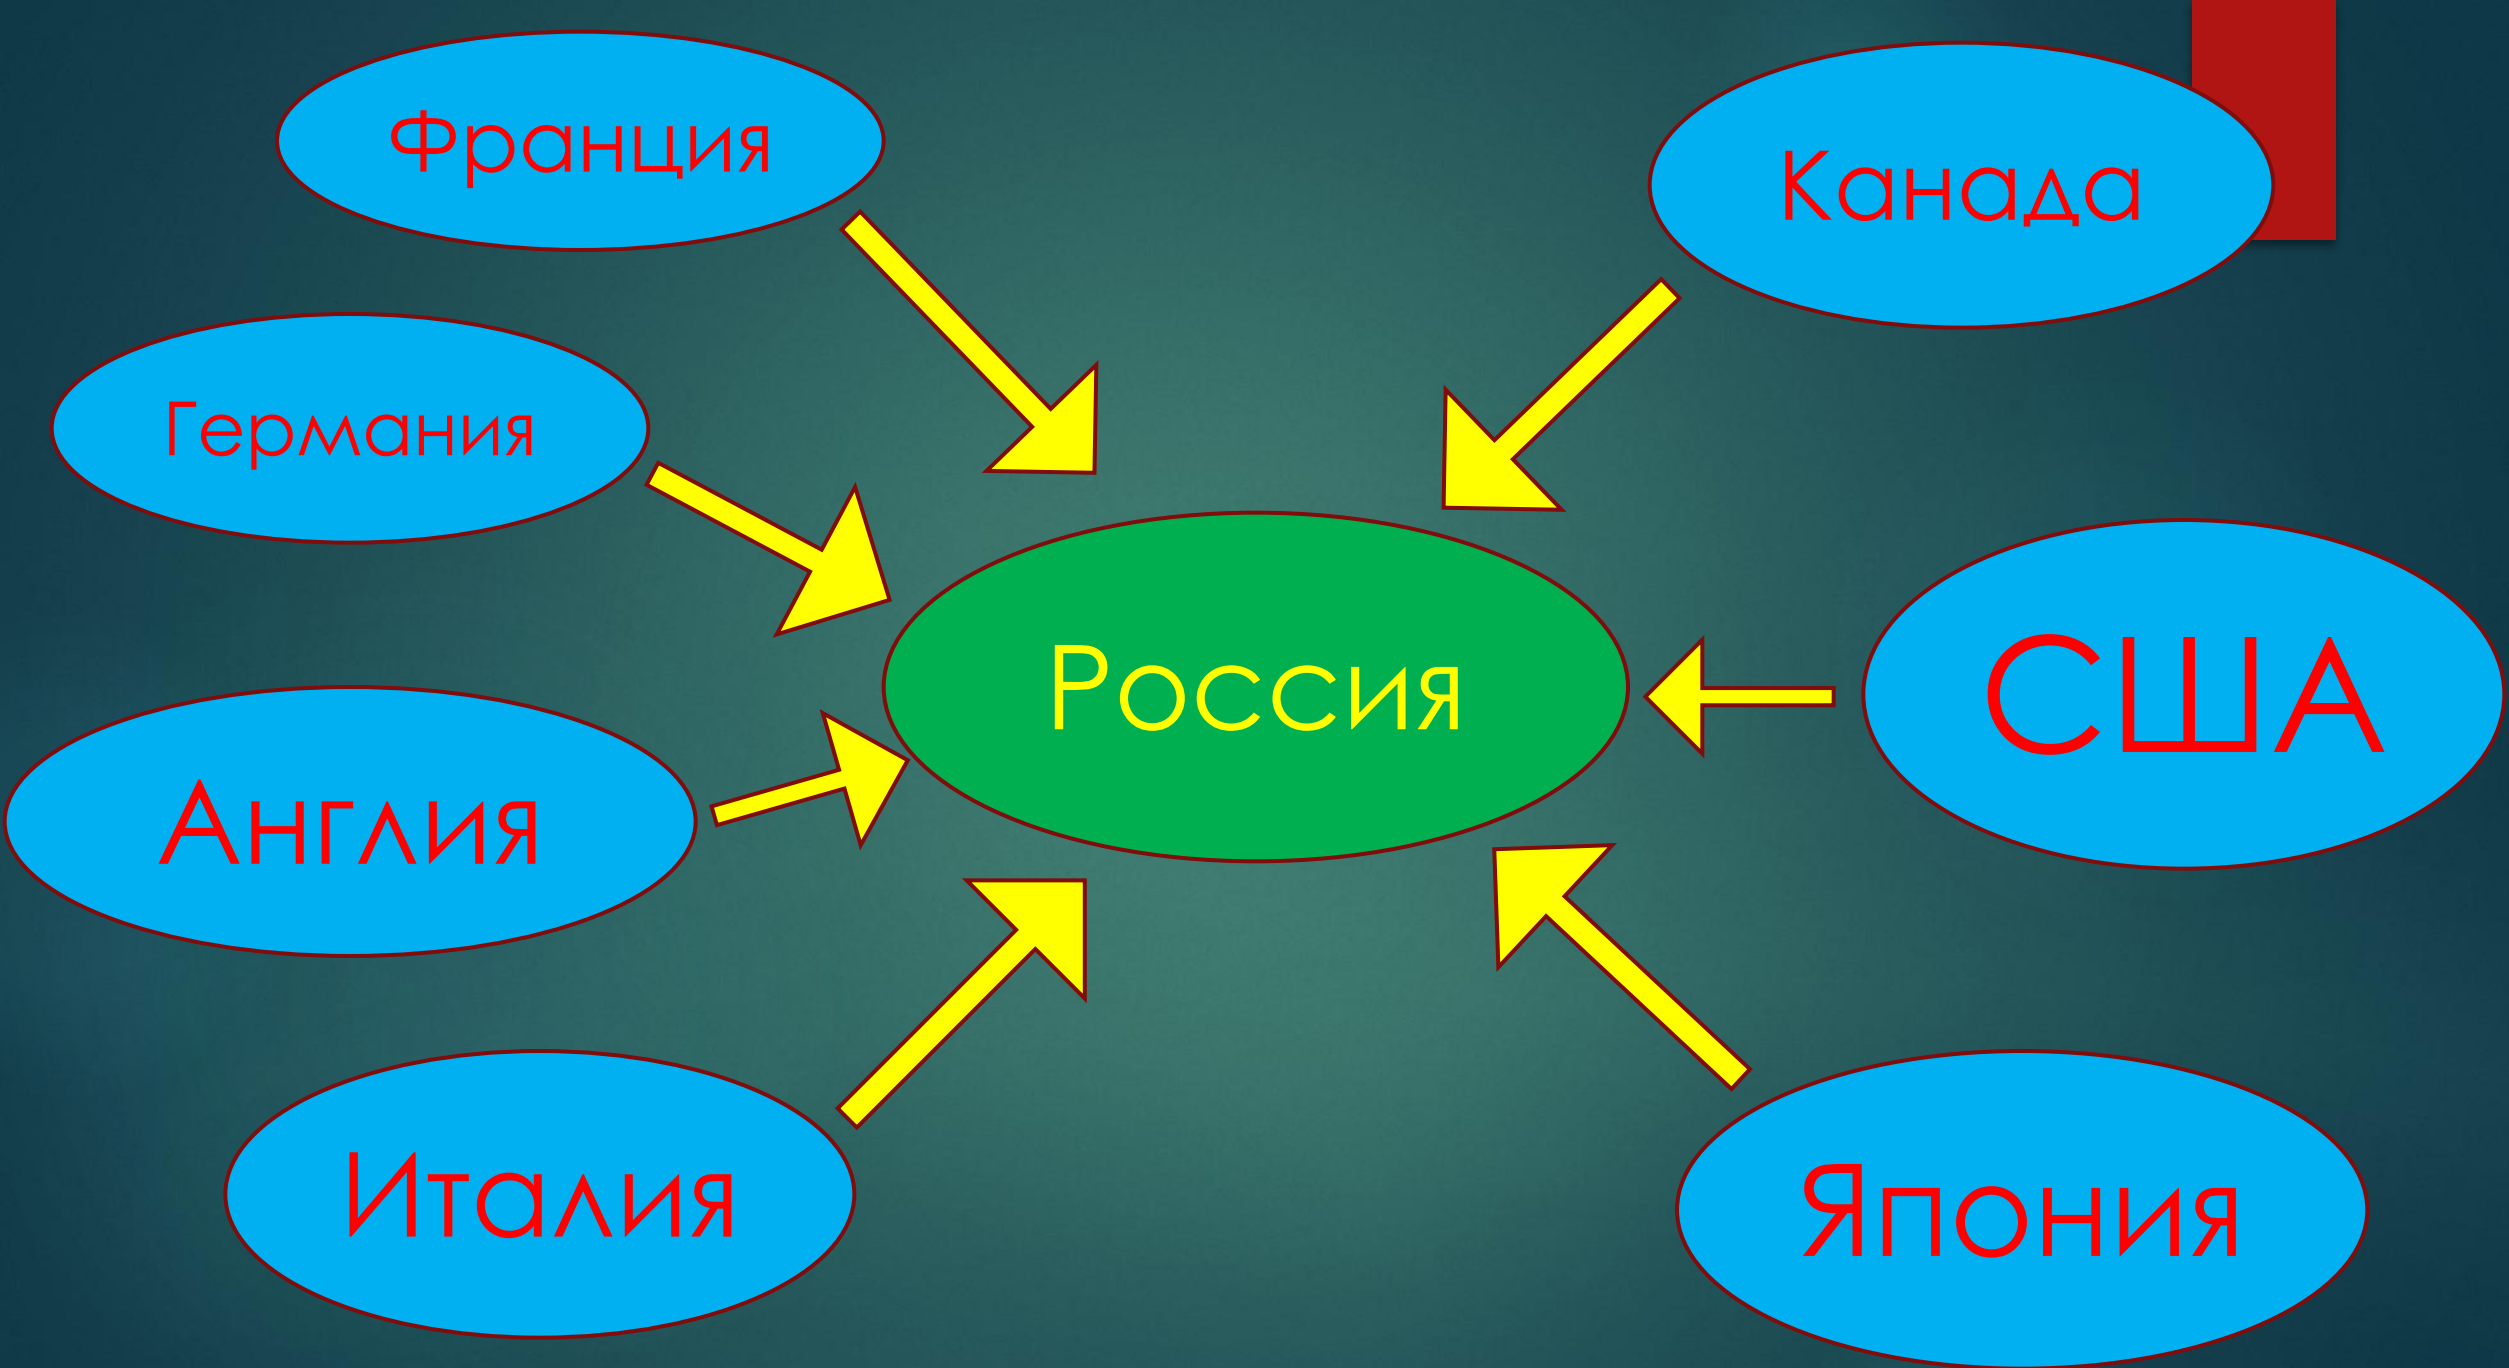 Франция
Канада
Германия
Россия
США
Англия
Италия
Япония